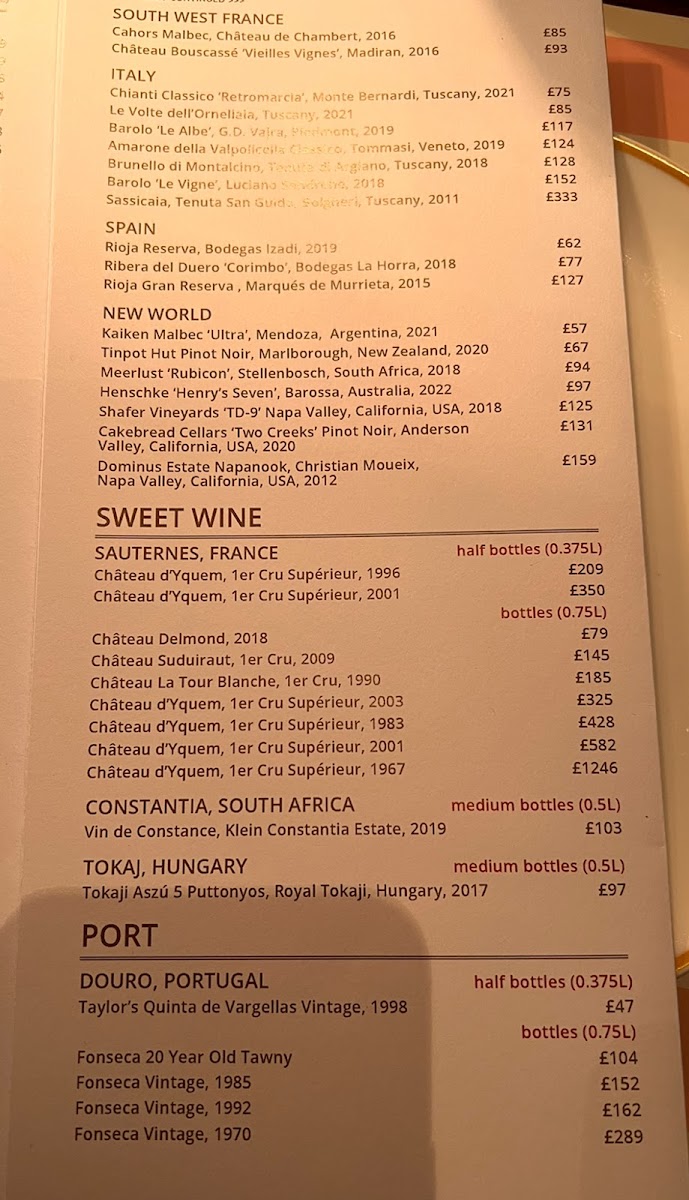 SOUTH WEST FRANCE
Cahors Malbec, Château de Chambert, 2016 £85
Château Bouscassé ‘Vieilles Vignes’, Madiran, 2016 £93
ITALY
Chianti Classico ‘Retromarcia’, Monte Bernardi, Tuscany, 2021 £75
Le Volte dell’Ornellaia, Tuscany, 2021 £85
Barolo ‘Le Albe’, G.D. Vajra, Piedmont, 2019 £117
Amarone della Valpolicella Classico, Tommasi, Veneto, 2019 £124
Brunello di Montalcino, Tenuta di Argiano, Tuscany, 2018 £128
Barolo ‘Le Vigne’, Luciano Sandrone, 2018 £152
Sassicaia, Tenuta San Guido, Bolgheri, Tuscany, 2011 £333
SPAIN
Rioja Reserva, Bodegas Izadi, 2019 £62
Ribera del Duero ‘Corimbo’, Bodegas La Horra, 2018 £77
Rioja Gran Reserva , Marqués de Murrieta, 2015 £127
NEW WORLD
Kaiken Malbec ‘Ultra’, Mendoza, Argentina, 2021 £57
Tinpot Hut Pinot Noir, Marlborough, New Zealand, 2020 £67
Meerlust ‘Rubicon’, Stellenbosch, South Africa, 2018 £94
Henschke ‘Henry’s Seven’, Barossa, Australia, 2022 £97
Shafer Vineyards ‘TD-9’ Napa Valley, California, USA, 2018 £125
Cakebread Cellars ‘Two Creeks’ Pinot Noir, Anderson £131
Valley, California, USA, 2020
Dominus Estate Napanook, Christian Moueix, £159
Napa Valley, California, USA, 2012
SWEET WINE
SAUTERNES, FRANCE half bottles (0.375L)
Château d’Yquem, 1er Cru Supérieur, 1996 £209
Château d’Yquem, 1er Cru Supérieur, 2001 £350
bottles (0.75L)
Château Delmond, 2018 £79
Château Suduiraut, 1er Cru, 2009 £145
Château La Tour Blanche, 1er Cru, 1990 £185
Château d’Yquem, 1er Cru Supérieur, 2003 £325
Château d’Yquem, 1er Cru Supérieur, 1983 £428
Château d’Yquem, 1er Cru Supérieur, 2001 £582
Château d’Yquem, 1er Cru Supérieur, 1967 £1246
CONSTANTIA, SOUTH AFRICA medium bottles (0.5L)
Vin de Constance, Klein Constantia Estate, 2019 £103
TOKAJ, HUNGARY medium bottles (0.5L)
Tokaji Aszú 5 Puttonyos, Royal Tokaji, Hungary, 2017 £97
PORT
DOURO, PORTUGAL half bottles (0.375L)
Taylor’s Quinta de Vargellas Vintage, 1998 £47
bottles (0.75L)
Fonseca 20 Year Old Tawny £104
Fonseca Vintage, 1985 £152
Fonseca Vintage, 1992 £162
Fonseca Vintage, 1970 £289